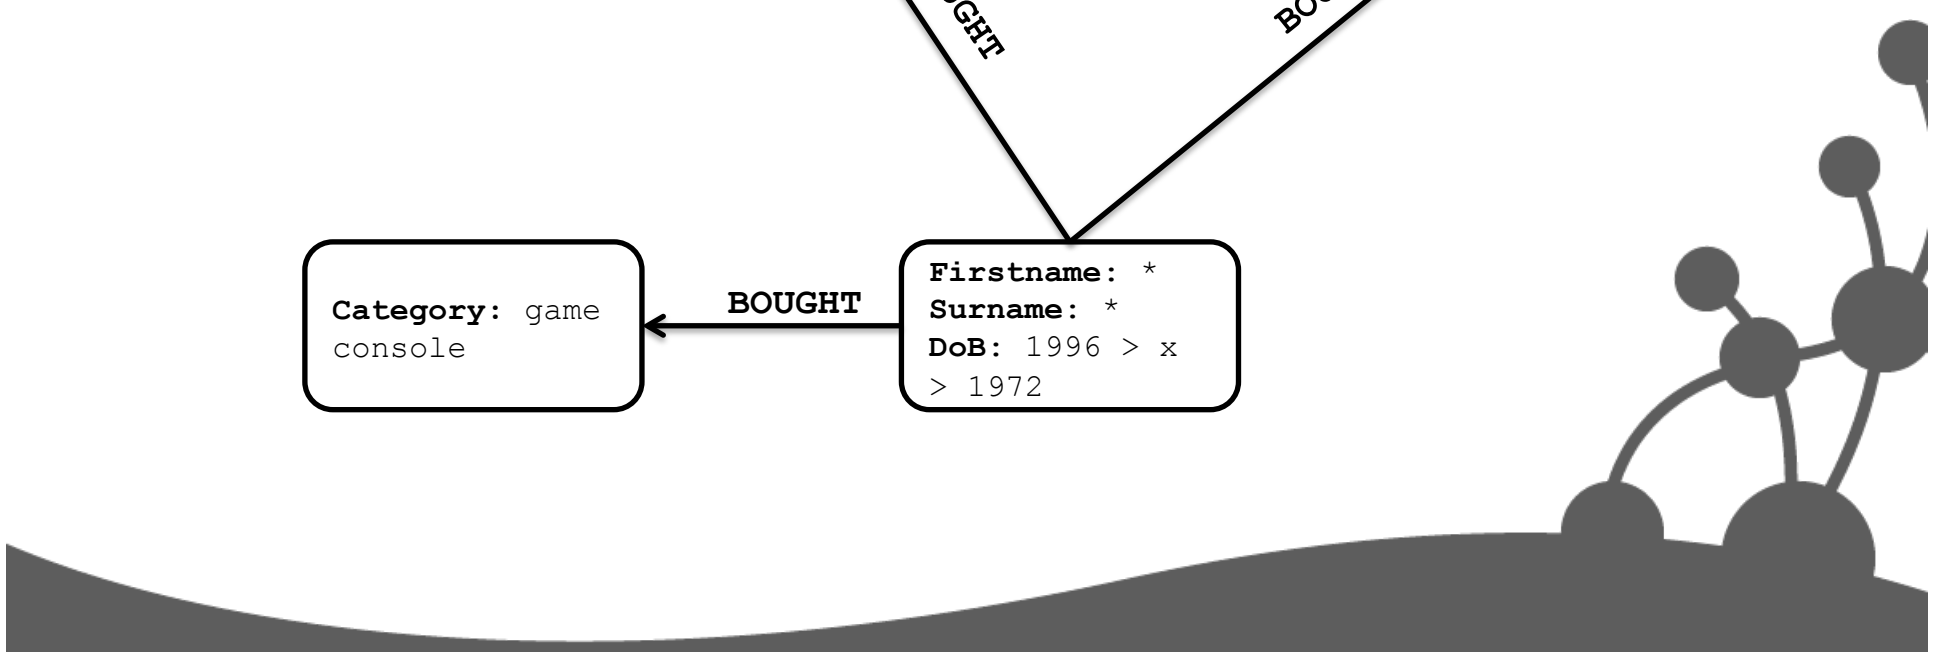 Category: game
console
BOUGHT
Firstname: *
Surname: *
DoB: 1996 > x
> 1972